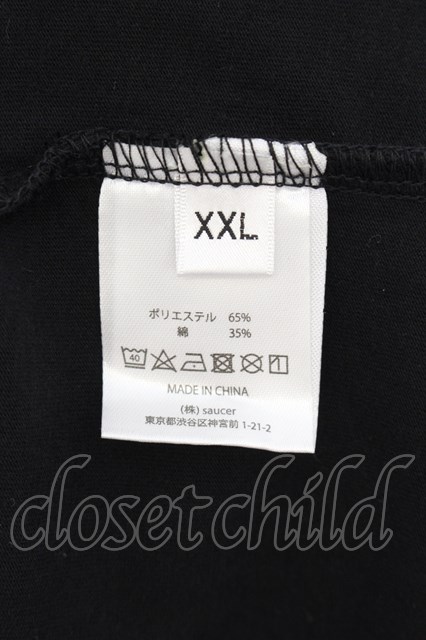 XXL
ポリエステル 65%
綿 35%
40
MADE IN CHINA
(株) saucer
東京都渋谷区神宮前 1-21-2
closet child